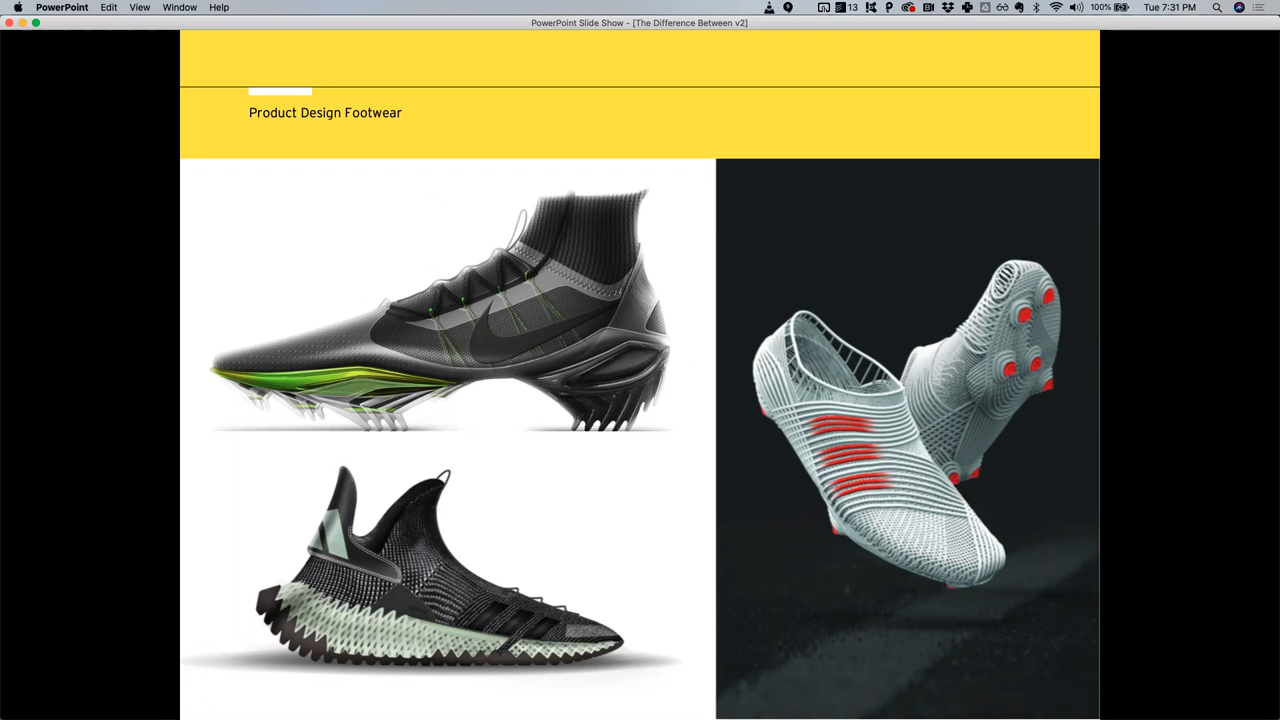 PowerPoint Edit View Window Help
13
100%
Tue 7:31 PM
PowerPoint Slide Show - [The Difference Between v2]
Product Design Footwear